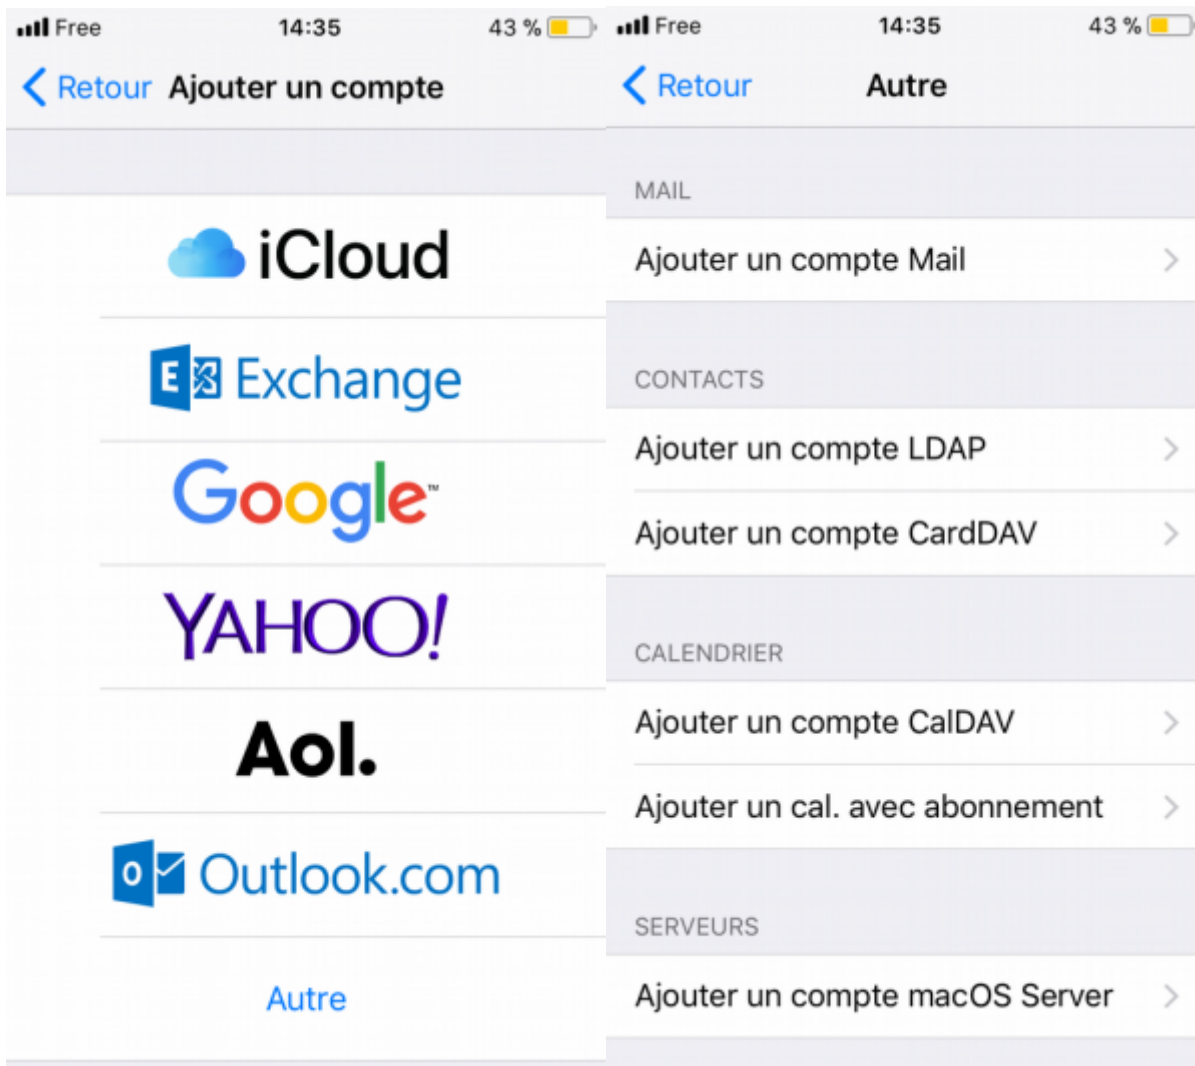 Free 14:35 43 %
Retour Ajouter un compte
iCloud
E Exchange
Google™
YAHOO!
Aol.
o Outlook.com
Autre
Free 14:35 43 %
Retour Autre
MAIL
Ajouter un compte Mail
CONTACTS
Ajouter un compte LDAP
Ajouter un compte CardDAV
CALENDRIER
Ajouter un compte CalDAV
Ajouter un cal. avec abonnement
SERVEURS
Ajouter un compte macOS Server